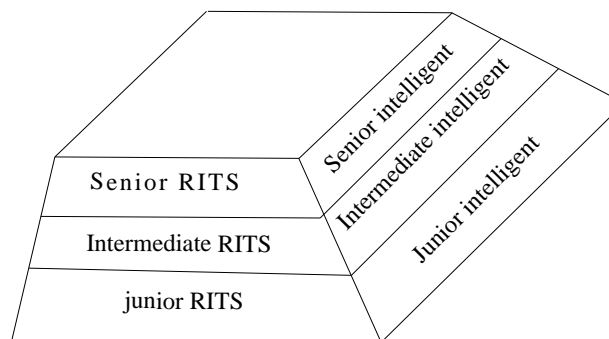 Senior RITS
Intermediate RITS
junior RITS
Senior intelligent
Intermediate intelligent
Junior intelligent